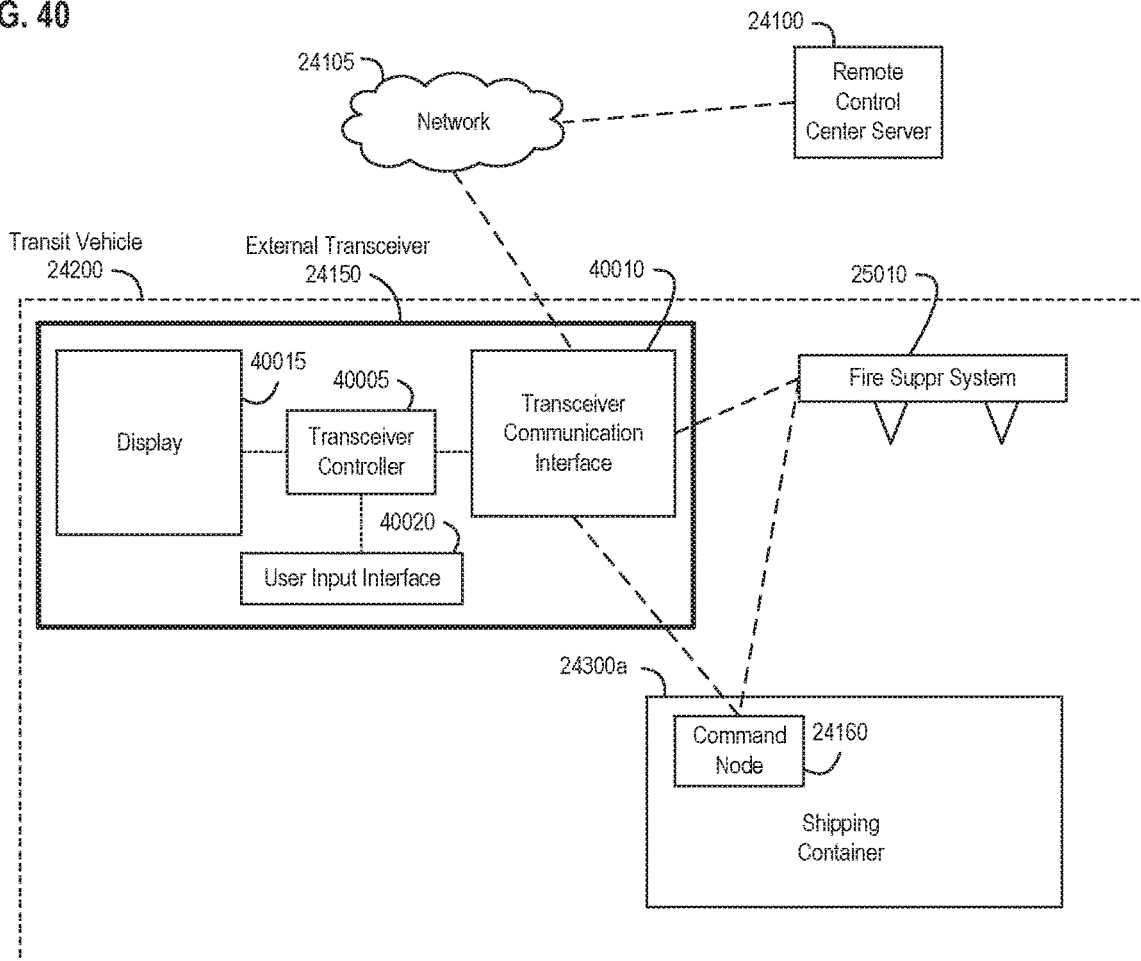 G. 40
24100
24105
Remote
Control
Center Server
Network
Transit Vehicle
24200
External Transceiver
24150
40010
25010
40015
40005
Fire Suppr System
Display
Transceiver
Controller
Transceiver
Communication
Interface
40020
User Input Interface
24300a
Command
Node
24160
Shipping
Container